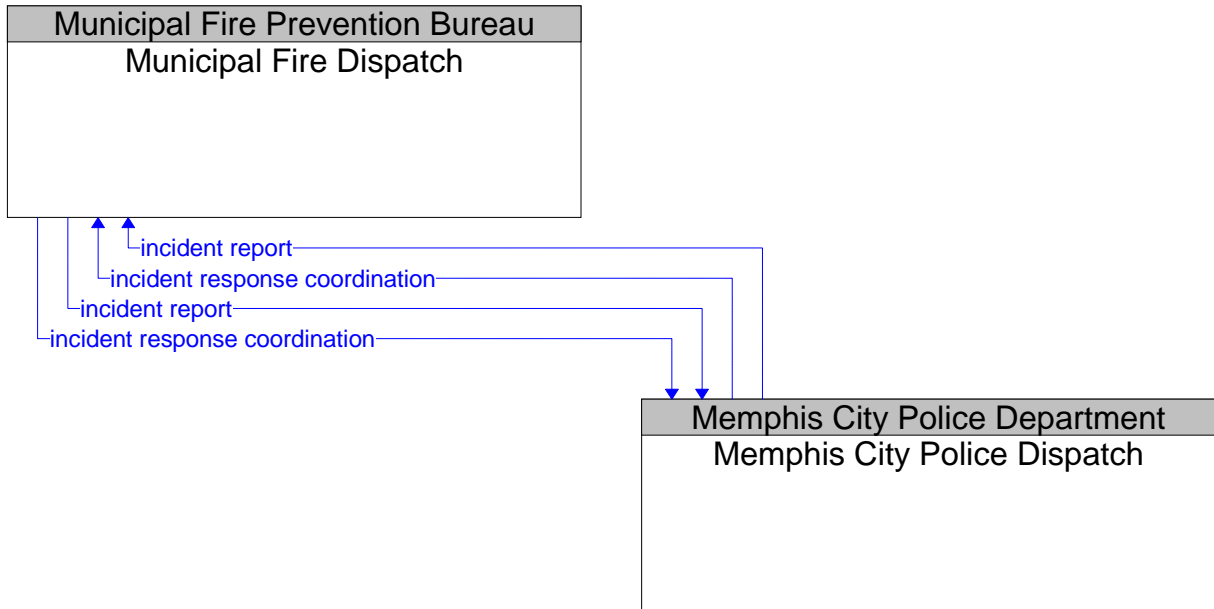 Municipal Fire Prevention Bureau
Municipal Fire Dispatch
incident report
incident response coordination
incident report
incident response coordination
Memphis City Police Department
Memphis City Police Dispatch